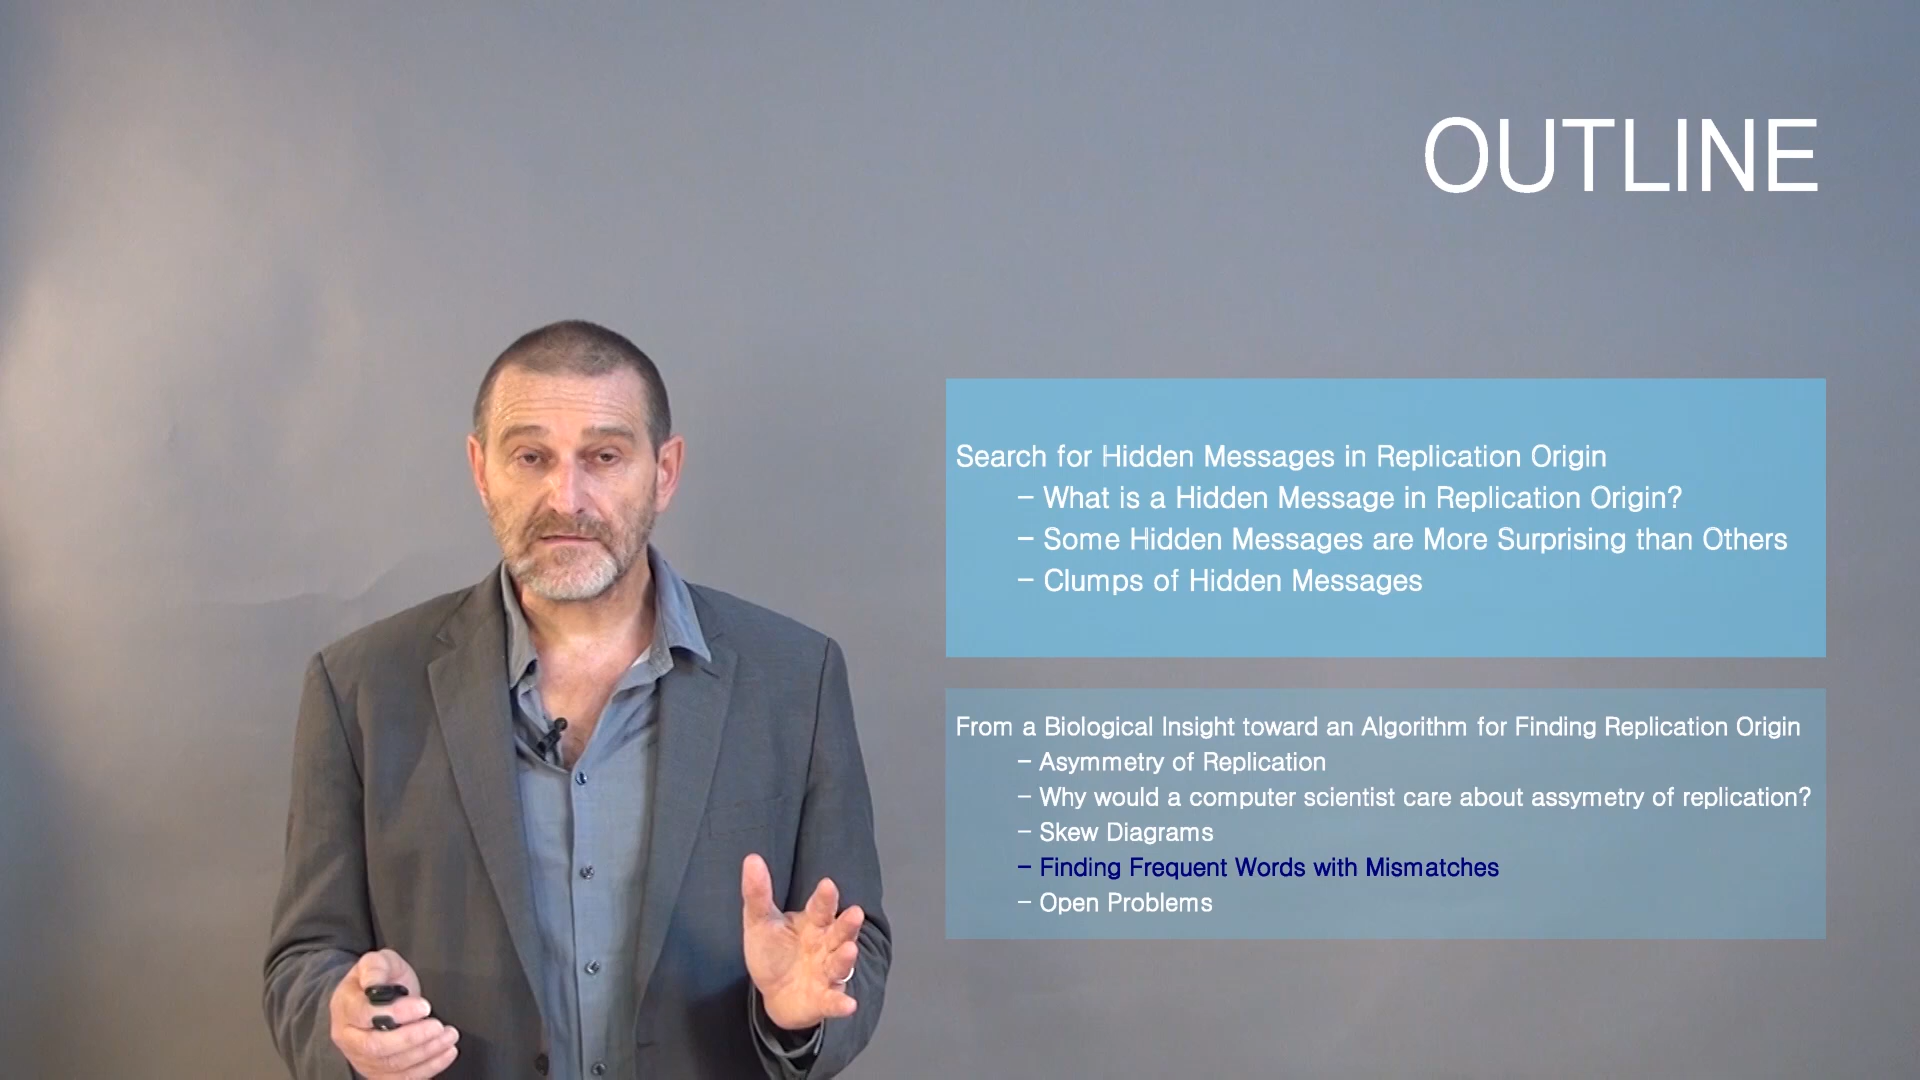 OUTLINE
Search for Hidden Messages in Replication Origin
– What is a Hidden Message in Replication Origin?
– Some Hidden Messages are More Surprising than Others
– Clumps of Hidden Messages
From a Biological Insight toward an Algorithm for Finding Replication Origin
– Asymmetry of Replication
– Why would a computer scientist care about assymetry of replication?
– Skew Diagrams
– Finding Frequent Words with Mismatches
– Open Problems